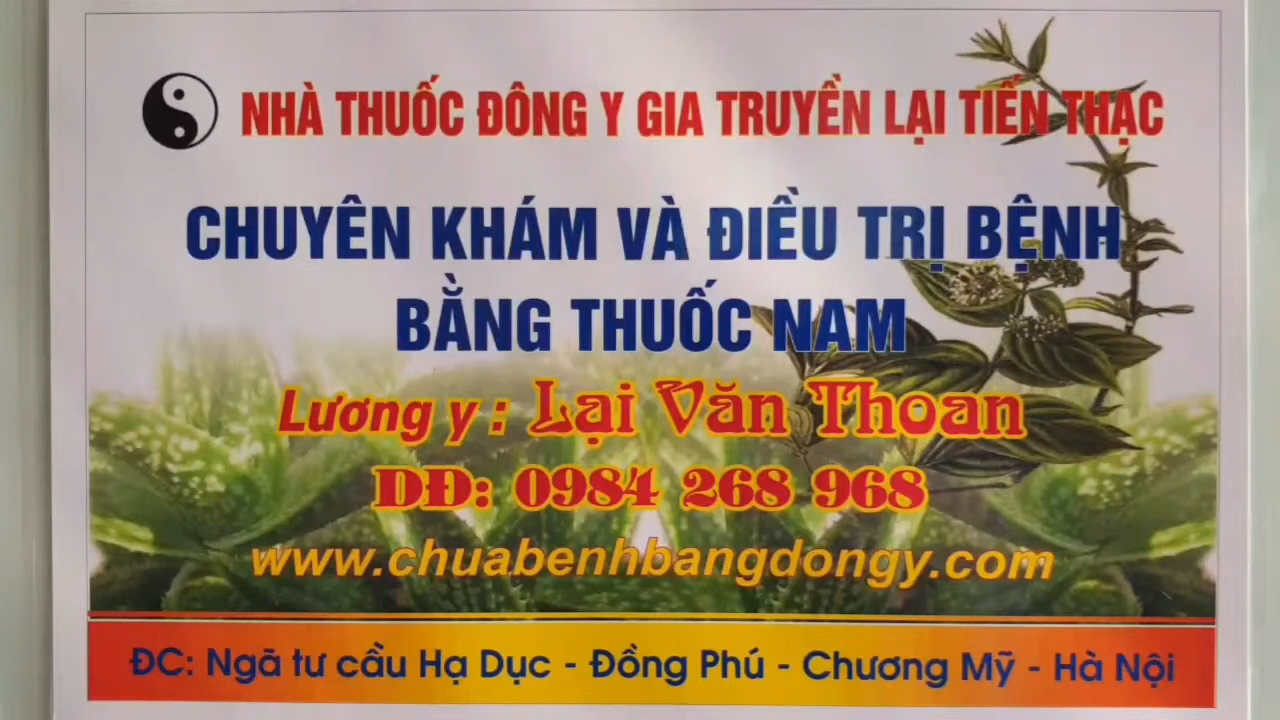 NHÀ THUỐC ĐÔNG Y GIA TRUYỀN LẠI TIẾN THẠC
CHUYÊN KHÁM VÀ ĐIỀU TRỊ BỆNH
BẰNG THUỐC NAM
Lương y : Lại Văn Thoan
DĐ: 0984 268 968
www.chuabenhbangdongy.com
ĐC: Ngã tư cầu Hạ Dục - Đồng Phú - Chương Mỹ - Hà Nội